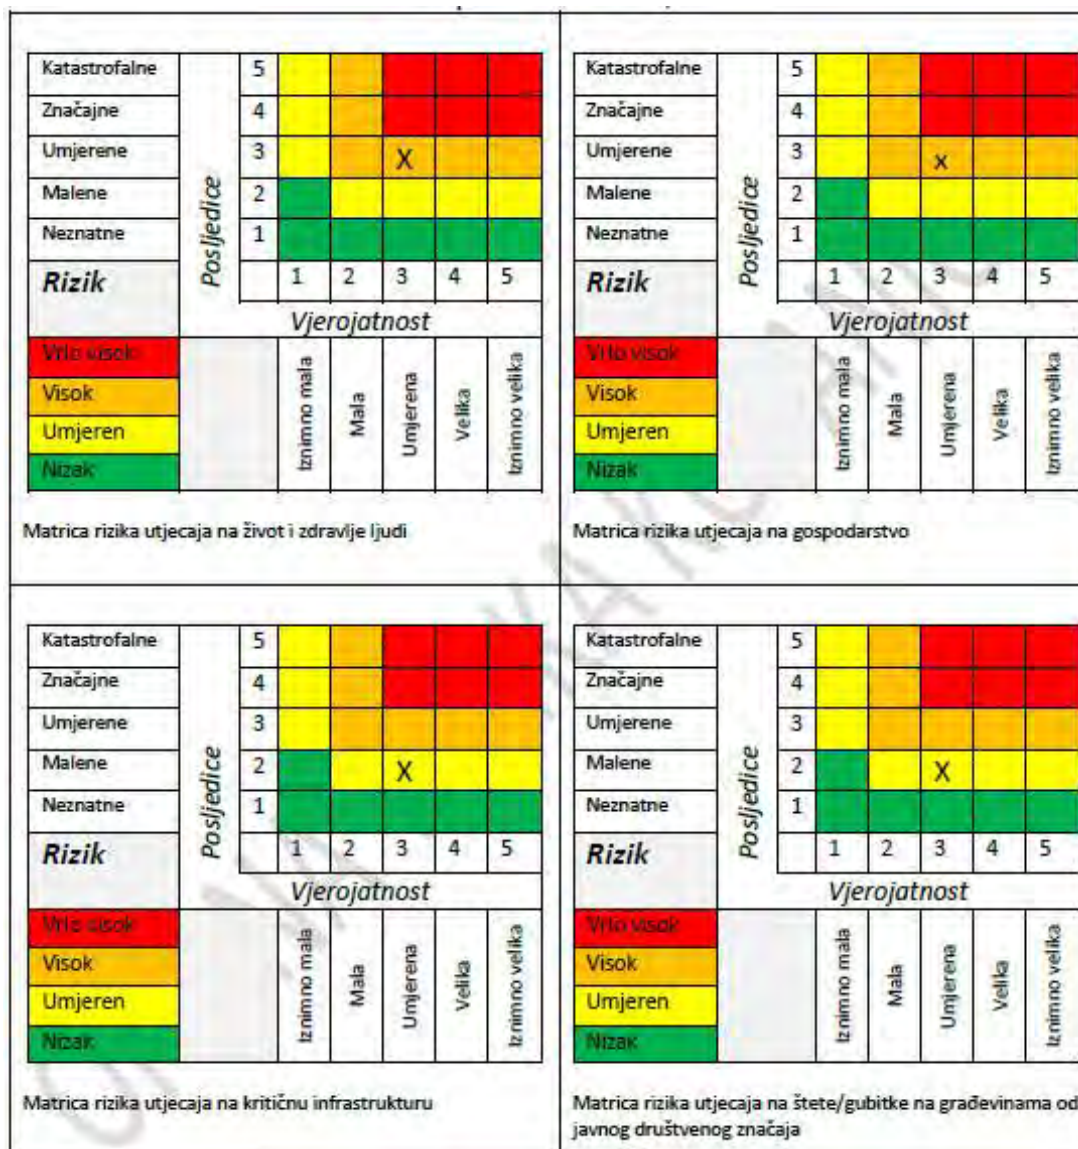 Katastrofalne 5
Značajne 4
Umjerene 3 X
Malene 2
Neznatne 1
Posljedice
Rizik 1 2 3 4 5
Vjerojatnost
Vrlo visok
Visok
Umjeren
Nizak
Iznimno mala
Mala
Umjerena
Velika
Iznimno velika
Matrica rizika utjecaja na život i zdravlje ljudi
Katastrofalne 5
Značajne 4
Umjerene 3 x
Malene 2
Neznatne 1
Posljedice
Rizik 1 2 3 4 5
Vjerojatnost
Vrlo visok
Visok
Umjeren
Nizak
Iznimno mala
Mala
Umjerena
Velika
Iznimno velika
Matrica rizika utjecaja na gospodarstvo
Katastrofalne 5
Značajne 4
Umjerene 3
Malene 2 X
Neznatne 1
Posljedice
Rizik 1 2 3 4 5
Vjerojatnost
Vrlo visok
Visok
Umjeren
Nizak
Iznimno mala
Mala
Umjerena
Velika
Iznimno velika
Matrica rizika utjecaja na kritičnu infrastrukturu
Katastrofalne 5
Značajne 4
Umjerene 3
Malene 2 X
Neznatne 1
Posljedice
Rizik 1 2 3 4 5
Vjerojatnost
Vrlo visok
Visok
Umjeren
Nizak
Iznimno mala
Mala
Umjerena
Velika
Iznimno velika
Matrica rizika utjecaja na štete/gubitke na građevinama od
javnog društvenog značaja